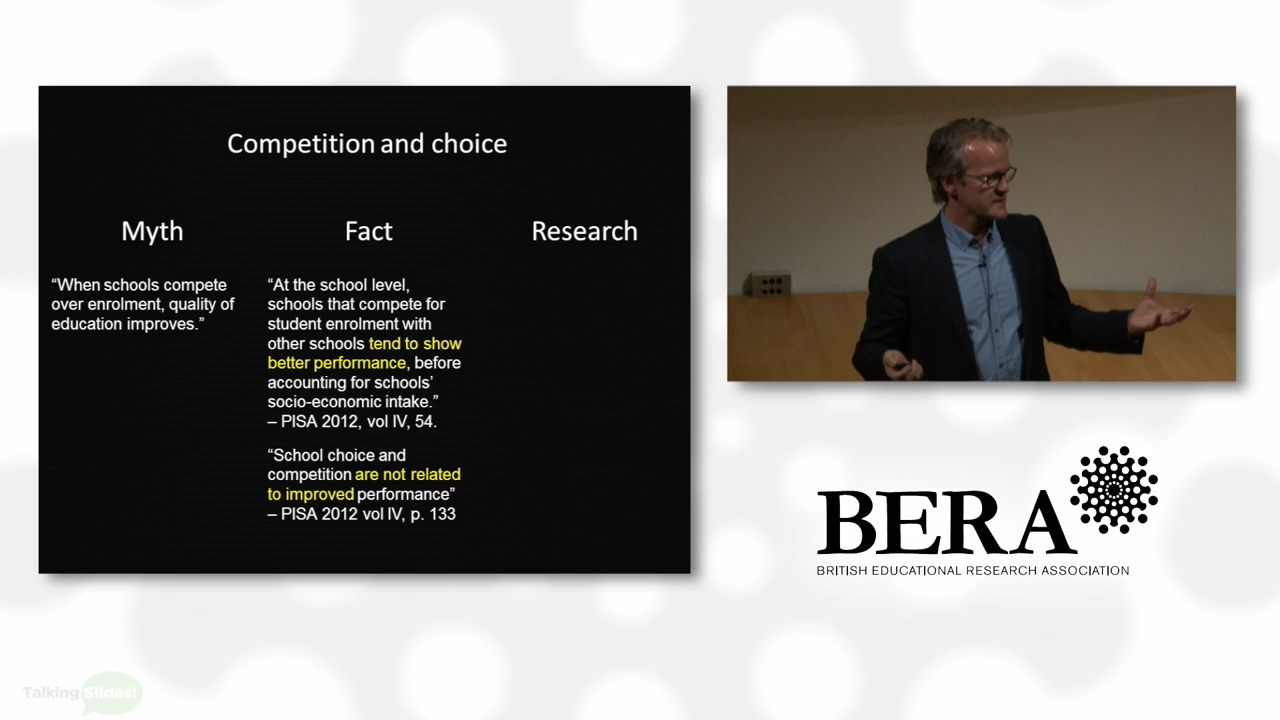 Competition and choice
Myth
Fact
Research
“When schools compete
over enrolment, quality of
education improves.”
“At the school level,
schools that compete for
student enrolment with
other schools tend to show
better performance, before
accounting for schools’
socio-economic intake.”
– PISA 2012, vol IV, 54.
“School choice and
competition are not related
to improved performance”
– PISA 2012 vol IV, p. 133
BERA
BRITISH EDUCATIONAL RESEARCH ASSOCIATION
Talking Slides!